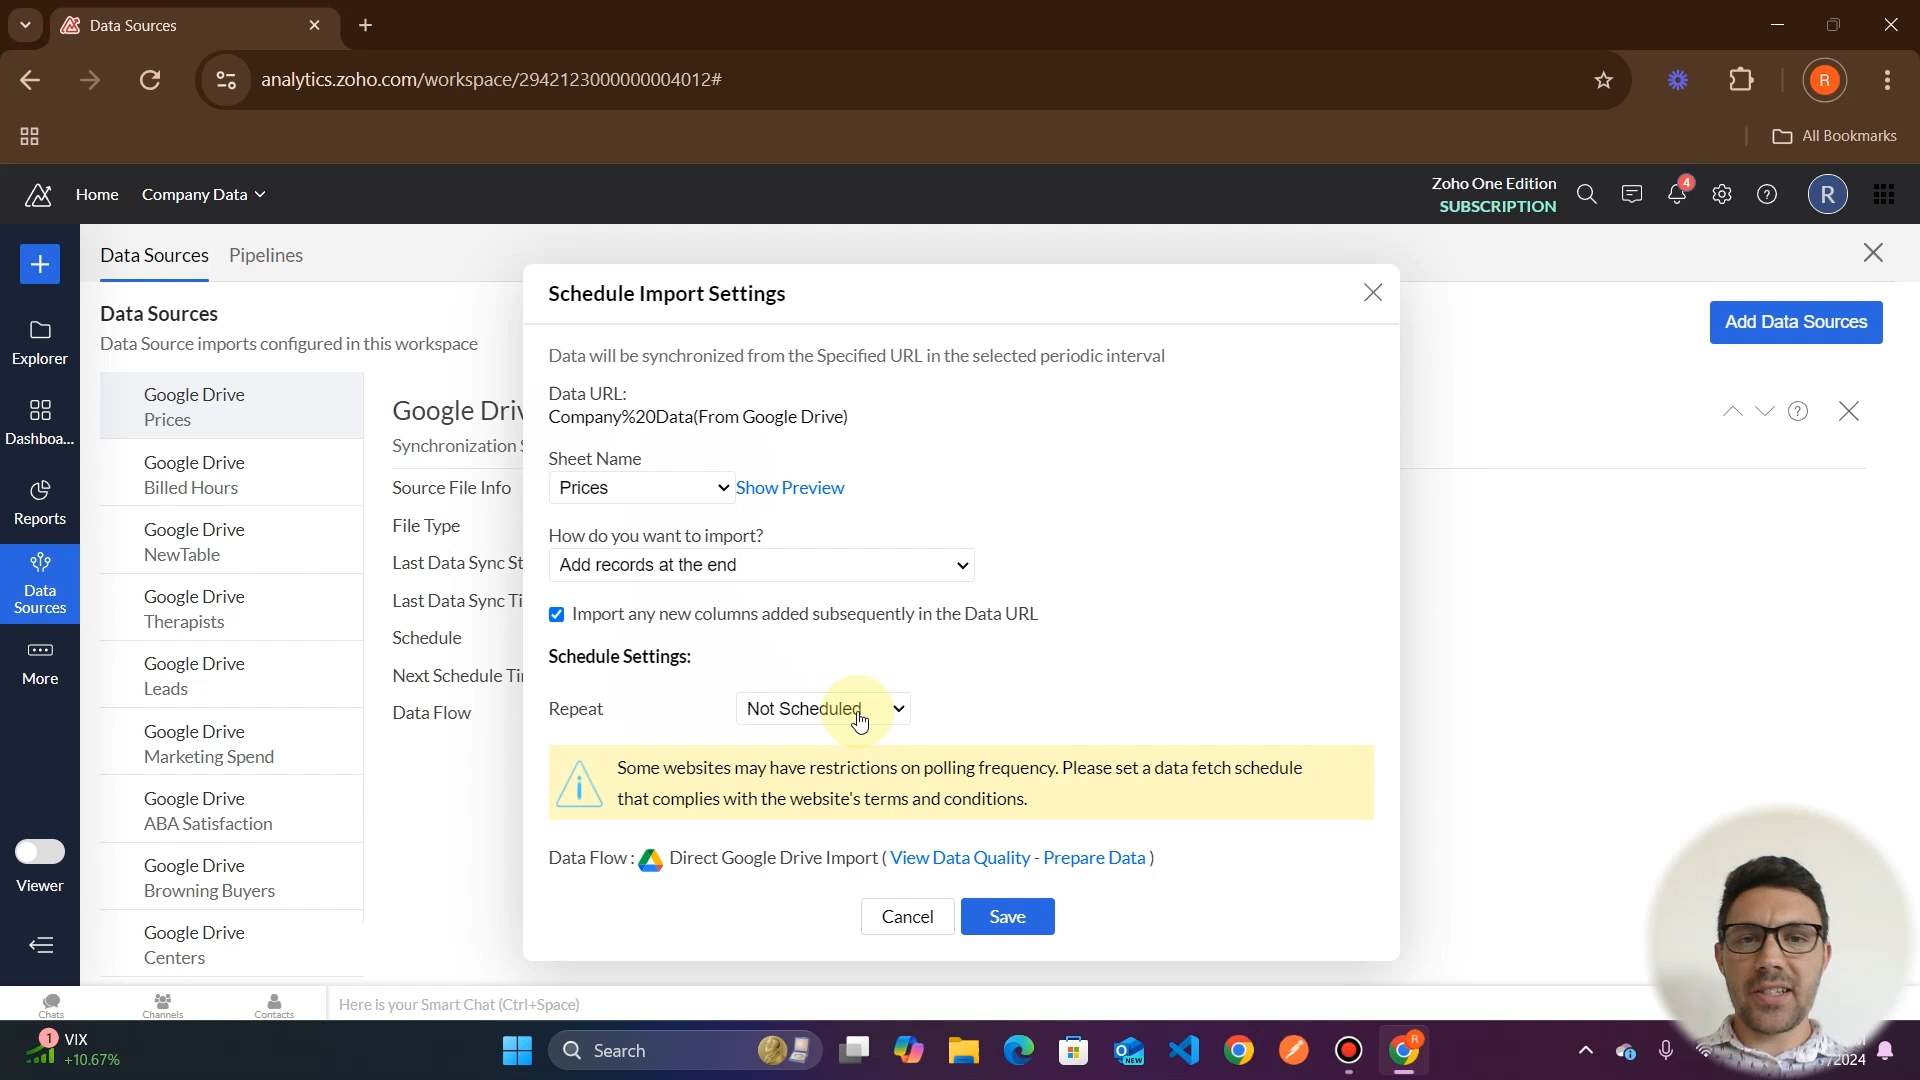 Data Sources
analytics.zoho.com/workspace/2942123000000004012#
R
All Bookmarks
Home
Company Data
Zoho One Edition
SUBSCRIPTION
4
R
Data Sources
Pipelines
Explorer
Dashboa...
Reports
Data
Sources
More
Viewer
Data Sources
Data Source imports configured in this workspace
Add Data Sources
Google Drive
Prices
Google Drive
Billed Hours
Google Drive
NewTable
Google Drive
Therapists
Google Drive
Leads
Google Drive
Marketing Spend
Google Drive
ABA Satisfaction
Google Drive
Browning Buyers
Google Drive
Centers
Google Driv
Synchronization S
Source File Info
File Type
Last Data Sync St
Last Data Sync Ti
Schedule
Next Schedule Ti
Data Flow
Schedule Import Settings
Data will be synchronized from the Specified URL in the selected periodic interval
Data URL:
Company%20Data(From Google Drive)
Sheet Name
Prices
Show Preview
How do you want to import?
Add records at the end
Import any new columns added subsequently in the Data URL
Schedule Settings:
Repeat
Not Scheduled
Some websites may have restrictions on polling frequency. Please set a data fetch schedule
that complies with the website's terms and conditions.
Data Flow : Direct Google Drive Import ( View Data Quality - Prepare Data )
Cancel
Save
Chats
Channels
Contacts
Here is your Smart Chat (Ctrl+Space)
1
VIX
+10.67%
Search
NEW
R
2024